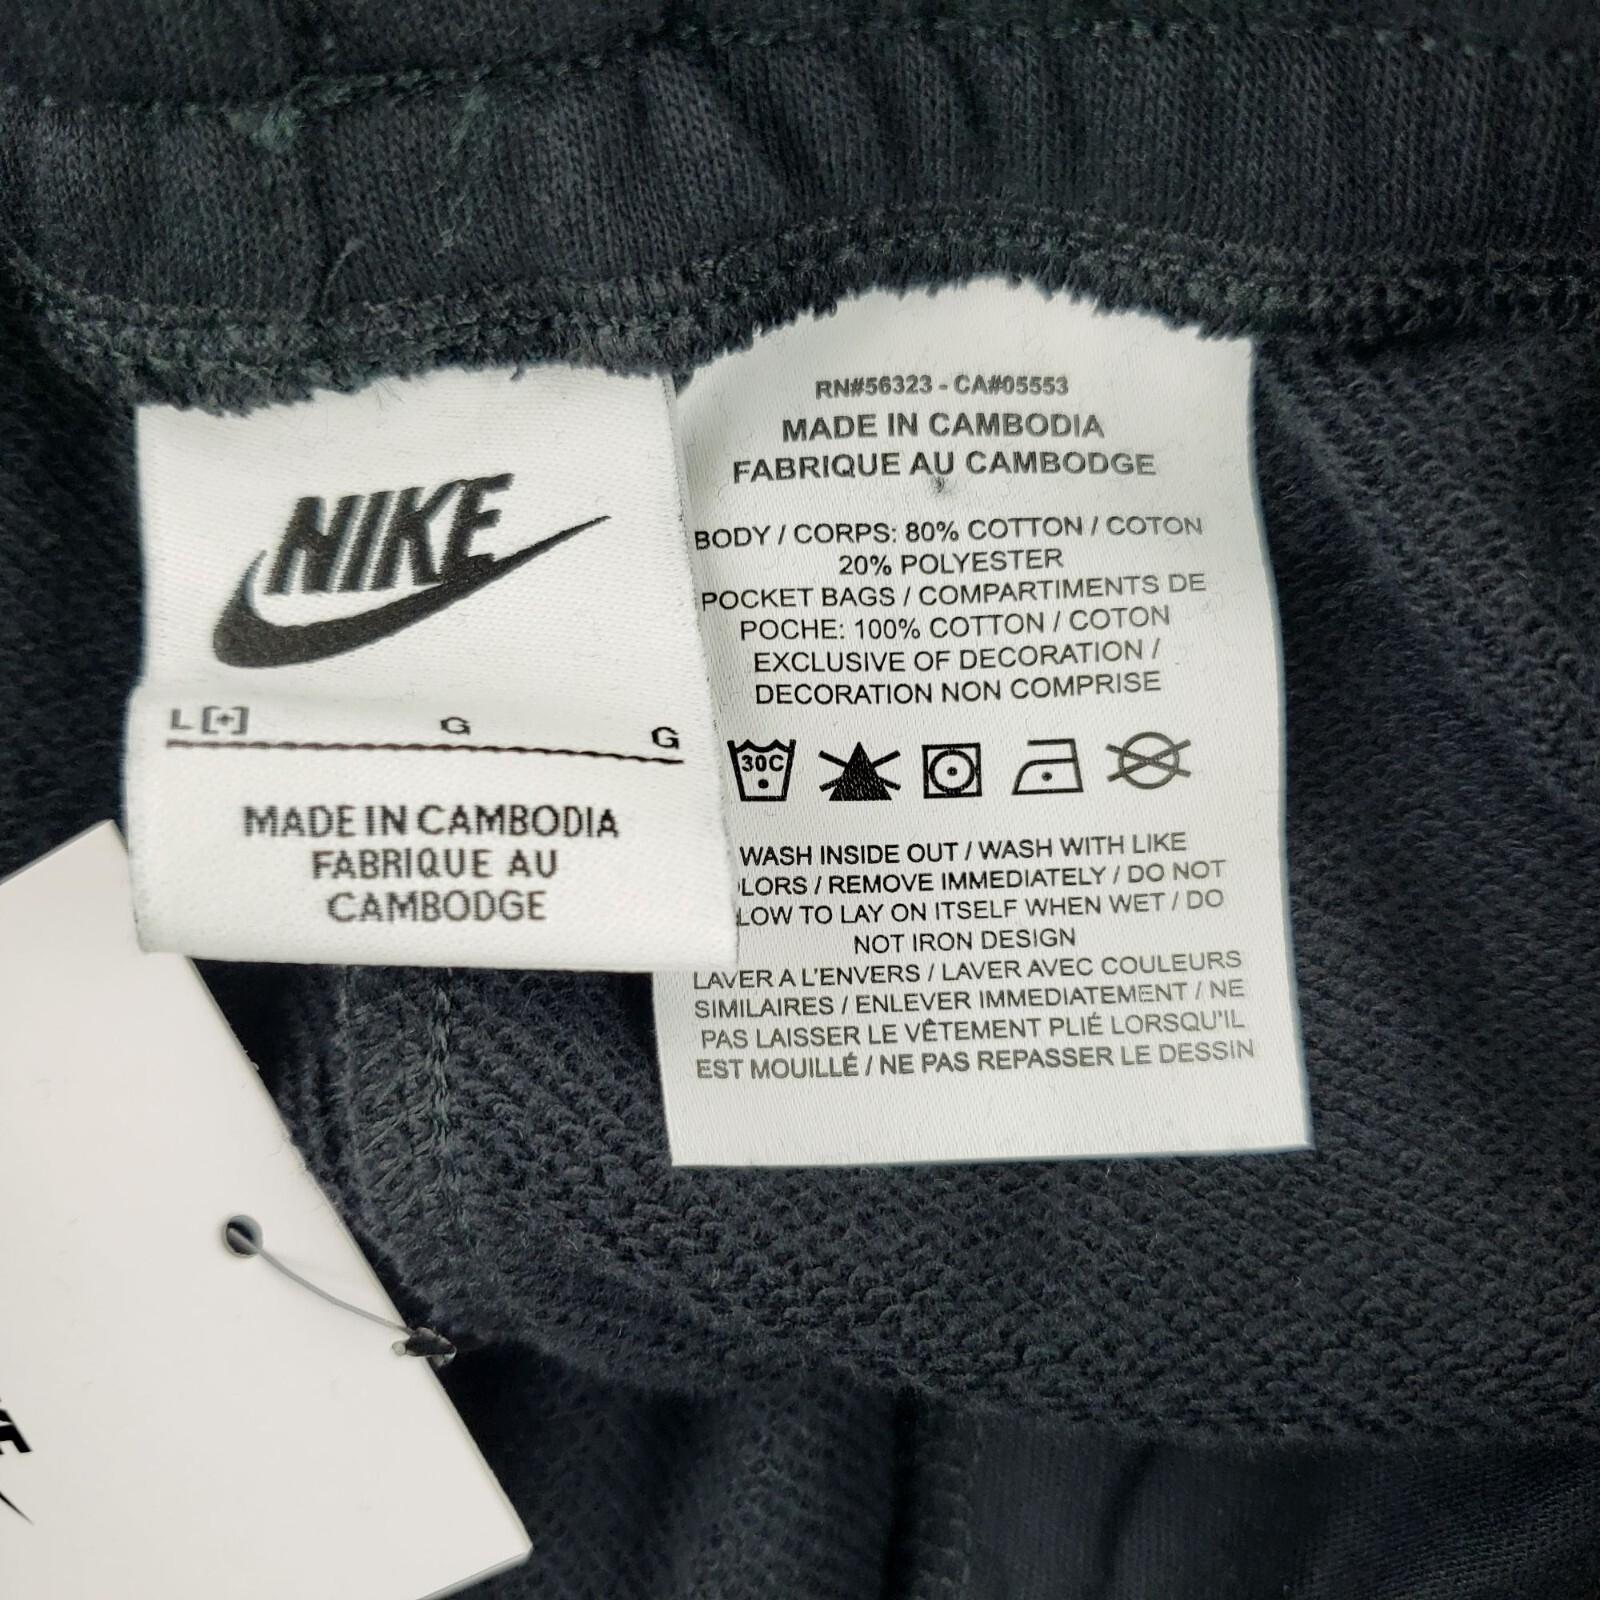 NIKE
L [+] G G
MADE IN CAMBODIA
FABRIQUE AU
CAMBODGE
RN#56323 - CA#05553
MADE IN CAMBODIA
FABRIQUE AU CAMBODGE
BODY / CORPS: 80% COTTON / COTON
20% POLYESTER
POCKET BAGS / COMPARTIMENTS DE
POCHE: 100% COTTON / COTON
EXCLUSIVE OF DECORATION /
DECORATION NON COMPRISE
30C
WASH INSIDE OUT / WASH WITH LIKE
LORS / REMOVE IMMEDIATELY / DO NOT
LOW TO LAY ON ITSELF WHEN WET / DO
NOT IRON DESIGN
LAVER A L'ENVERS / LAVER AVEC COULEURS
SIMILAIRES / ENLEVER IMMEDIATEMENT / NE
PAS LAISSER LE VÊTEMENT PLIÉ LORSQU'IL
EST MOUILLÉ / NE PAS REPASSER LE DESSIN